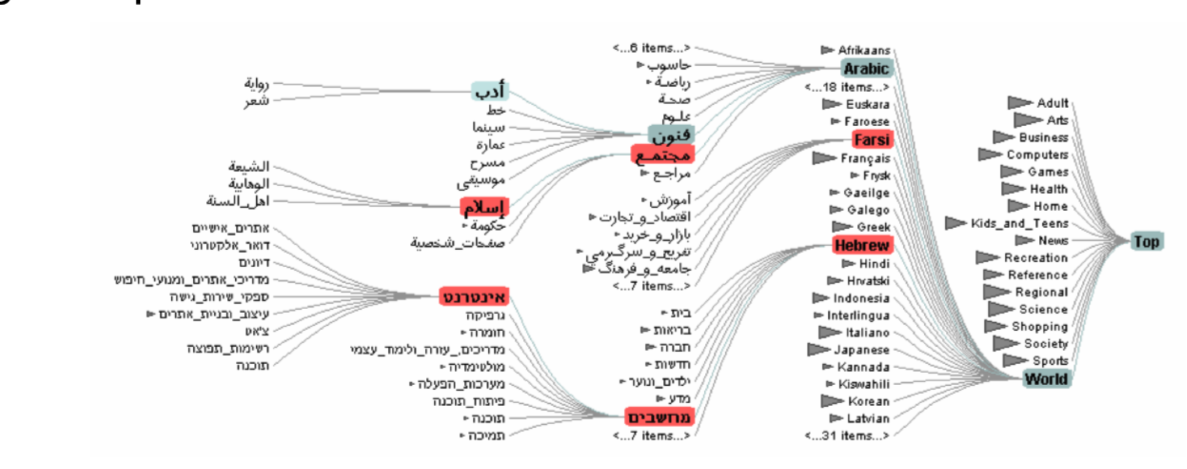 رواية
شعر
الشيعة
الوهابية
اهل_السنة
אתרים_אישיים
דואר_אלקטרוני
דיונים
מדריכי_אתרים_ומנועי_חיפוש
ספקי_שירות_גישה
עיצוב_ובניית_אתרים
צ'אט
רשימות_תפוצה
תוכנה
أدب
خط
سينما
عمارة
مسرح
موسيقى
إسلام
حكومة
صفحات_شخصية
אינטרנט
גרפיקה
חומרה
מדריכים,_עזרה_ולימוד_עצמי
מולטימדיה
מערכות_הפעלה
פיתוח_תוכנה
תוכנה
תמיכה
<...6 items...>
حاسوب
رياضة
صحة
علوم
فنون
مجتمع
مراجع
آموزش
اقتصاد_و_تجارت
بازار_و_خرید
تفریح_و_سرگرمی
جامعه_و_فرهنگ
<...7 items...>
בית
בריאות
חברה
חדשות
ילדים_ונוער
מדע
מחשבים
<...7 items...>
Afrikaans
Arabic
<...18 items...>
Euskara
Faroese
Farsi
Français
Frysk
Gaeilge
Galego
Greek
Hebrew
Hindi
Hrvatski
Indonesia
Interlingua
Italiano
Japanese
Kannada
Kiswahili
Korean
Latvian
<...31 items...>
Adult
Arts
Business
Computers
Games
Health
Home
Kids_and_Teens
News
Recreation
Reference
Regional
Science
Shopping
Society
Sports
World
Top